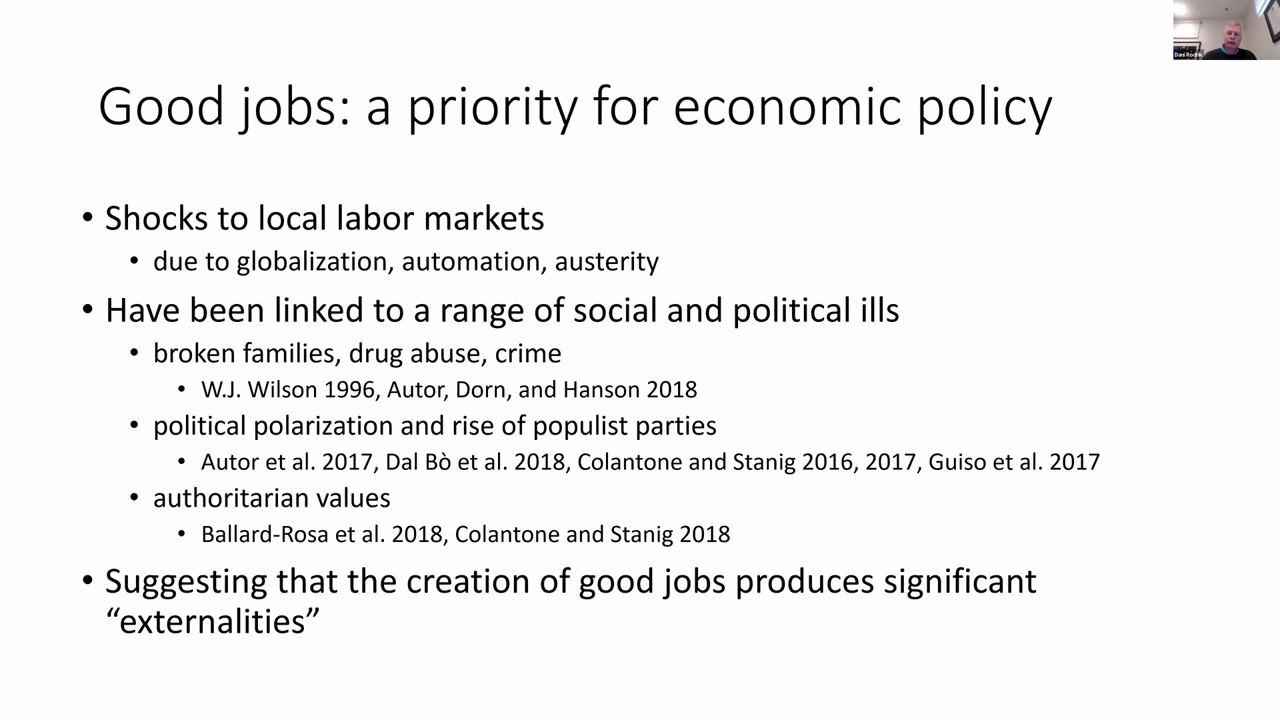 Dani Rodrik
Good jobs: a priority for economic policy
• Shocks to local labor markets
• due to globalization, automation, austerity
• Have been linked to a range of social and political ills
• broken families, drug abuse, crime
• W.J. Wilson 1996, Autor, Dorn, and Hanson 2018
• political polarization and rise of populist parties
• Autor et al. 2017, Dal Bò et al. 2018, Colantone and Stanig 2016, 2017, Guiso et al. 2017
• authoritarian values
• Ballard-Rosa et al. 2018, Colantone and Stanig 2018
• Suggesting that the creation of good jobs produces significant
“externalities”